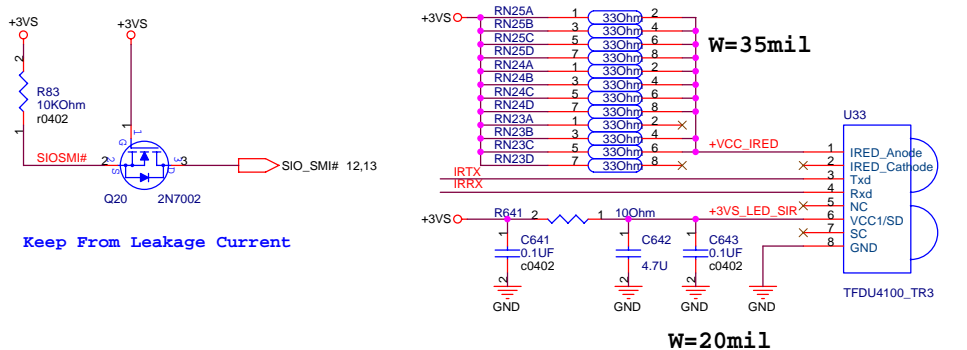 +3VS
+3VS
2
R83
10KOhm
r0402
1
1
G
SIOSMI#
2
2
S
3
D
3
SIO_SMI# 12,13
Q20
2N7002
Keep From Leakage Current
+3VS
RN25A 1 33Ohm 2
RN25B 3 33Ohm 4
RN25C 5 33Ohm 6
RN25D 7 33Ohm 8
RN24A 1 33Ohm 2
RN24B 3 33Ohm 4
RN24C 5 33Ohm 6
RN24D 7 33Ohm 8
RN23A 1 33Ohm 2
RN23B 3 33Ohm 4
RN23C 5 33Ohm 6
RN23D 7 33Ohm 8
W=35mil
+VCC_IRED
IRTX
IRRX
U33
1 IRED_Anode
2 IRED_Cathode
3 Txd
4 Rxd
5 NC
6 VCC1/SD
7 SC
8 GND
TFDU4100_TR3
+3VS
R641 2 1 10Ohm
+3VS_LED_SIR
1
C641
0.1UF
c0402
2
GND
1
C642
4.7U
2
GND
1
C643
0.1UF
c0402
2
GND
GND
W=20mil